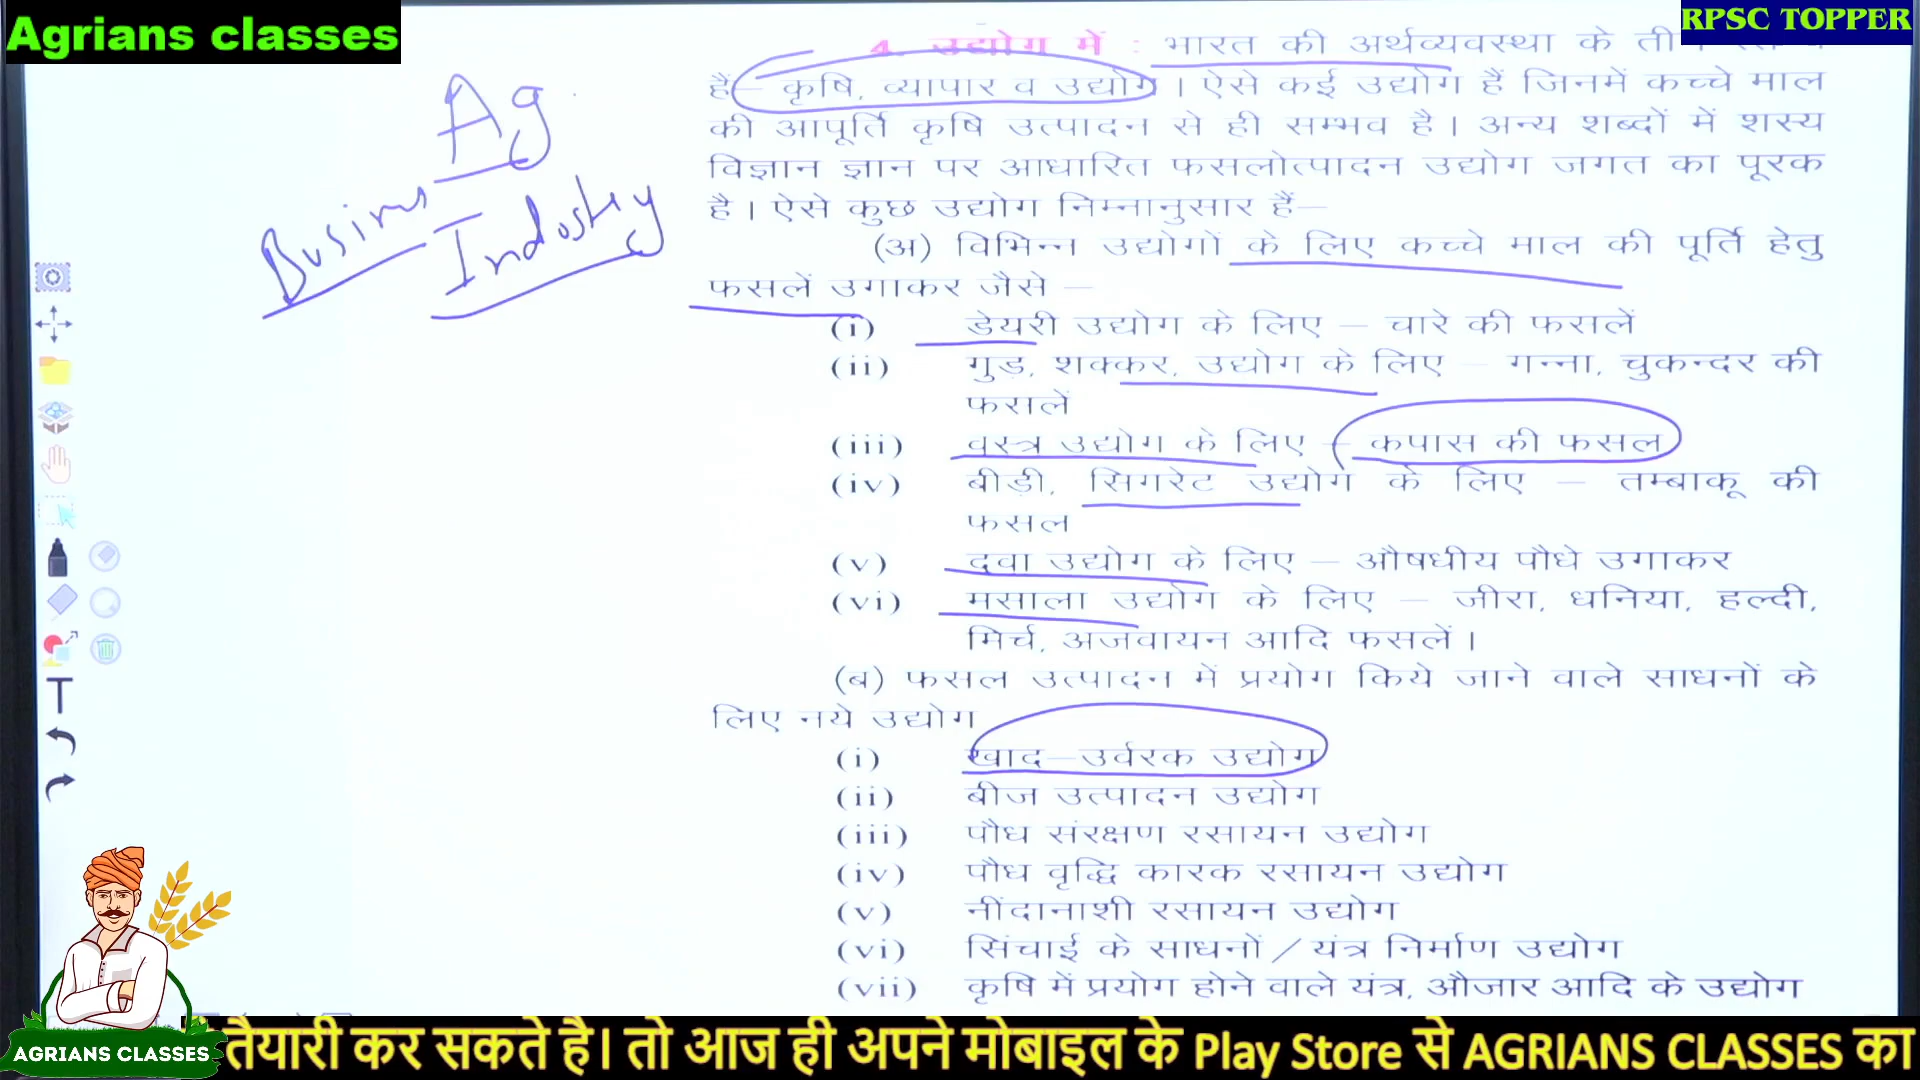 Agrians classes
RPSC TOPPER
4. उद्योग में : भारत की अर्थव्यवस्था के
हैं– कृषि, व्यापार व उद्योग । ऐसे कई उद्योग हैं जिनमें कच्चे माल
की आपूर्ति कृषि उत्पादन से ही सम्भव है। अन्य शब्दों में शस्य
विज्ञान ज्ञान पर आधारित फसलोत्पादन उद्योग जगत का पूरक
है। ऐसे कुछ उद्योग निम्नानुसार हैं–
(अ) विभिन्न उद्योगों के लिए कच्चे माल की पूर्ति हेतु
फसलें उगाकर जैसे –
(i) डेयरी उद्योग के लिए – चारे की फसलें
(ii) गुड़, शक्कर, उद्योग के लिए – गन्ना, चुकन्दर की
फसलें
(iii) वस्त्र उद्योग के लिए – कपास की फसल
(iv) बीड़ी, सिगरेट उद्योग के लिए – तम्बाकू की
फसल
(v) दवा उद्योग के लिए – औषधीय पौधे उगाकर
(vi) मसाला उद्योग के लिए – जीरा, धनिया, हल्दी,
मिर्च, अजवायन आदि फसलें ।
(ब) फसल उत्पादन में प्रयोग किये जाने वाले साधनों के
लिए नये उद्योग
(i) खाद–उर्वरक उद्योग
(ii) बीज उत्पादन उद्योग
(iii) पौध संरक्षण रसायन उद्योग
(iv) पौध वृद्धि कारक रसायन उद्योग
(v) नींदानाशी रसायन उद्योग
(vi) सिंचाई के साधनों / यंत्र निर्माण उद्योग
(vii) कृषि में प्रयोग होने वाले यंत्र, औजार आदि के उद्योग
Ag
Business
Industry
T
AGRIANS CLASSES
तैयारी कर सकते है। तो आज ही अपने मोबाइल के Play Store से AGRIANS CLASSES का